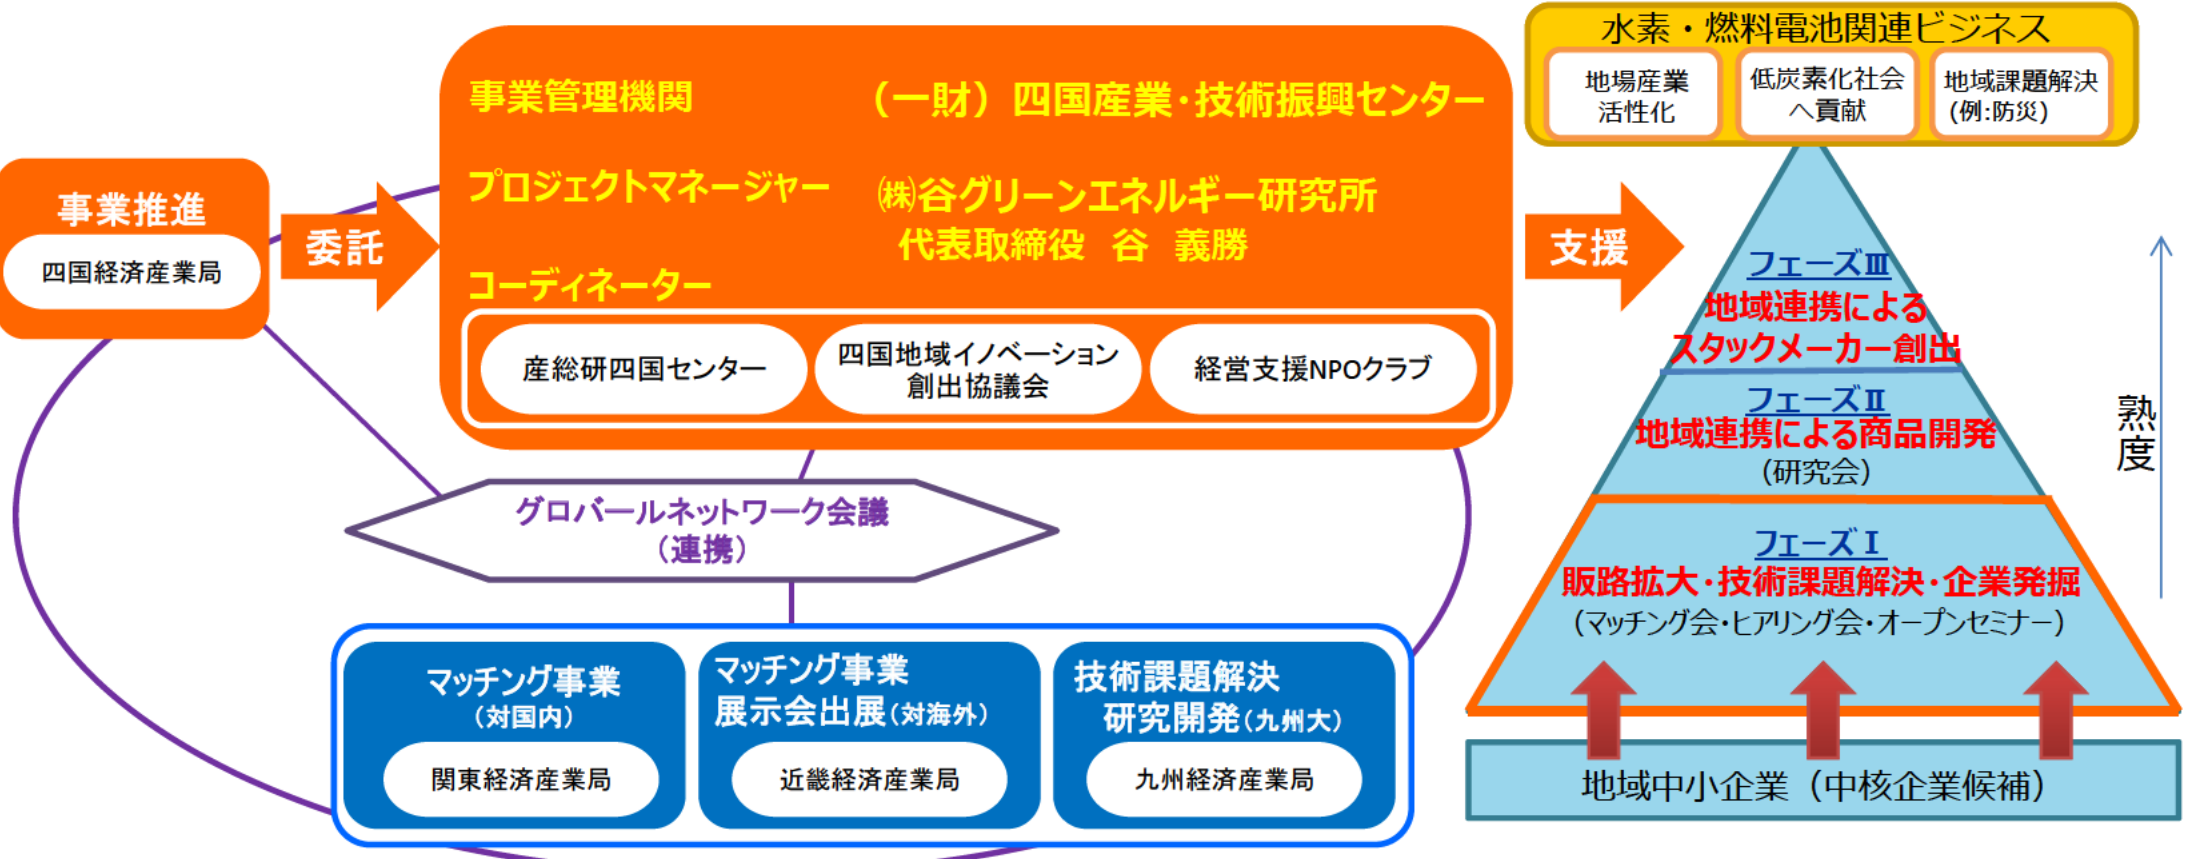 事業推進
四国経済産業局
委託
事業管理機関 (一財)四国産業・技術振興センター
プロジェクトマネージャー ㈱谷グリーンエネルギー研究所
代表取締役 谷 義勝
コーディネーター
産総研四国センター
四国地域イノベーション
創出協議会
経営支援NPOクラブ
グロバールネットワーク会議
(連携)
マッチング事業
(対国内)
関東経済産業局
マッチング事業
展示会出展(対海外)
近畿経済産業局
技術課題解決
研究開発(九州大)
九州経済産業局
支援
水素・燃料電池関連ビジネス
地場産業
活性化
低炭素化社会
へ貢献
地域課題解決
(例:防災)
フェーズⅢ
地域連携による
スタックメーカー創出
フェーズⅡ
地域連携による商品開発
(研究会)
フェーズⅠ
販路拡大・技術課題解決・企業発掘
(マッチング会・ヒアリング会・オープンセミナー)
地域中小企業(中核企業候補)
熟度